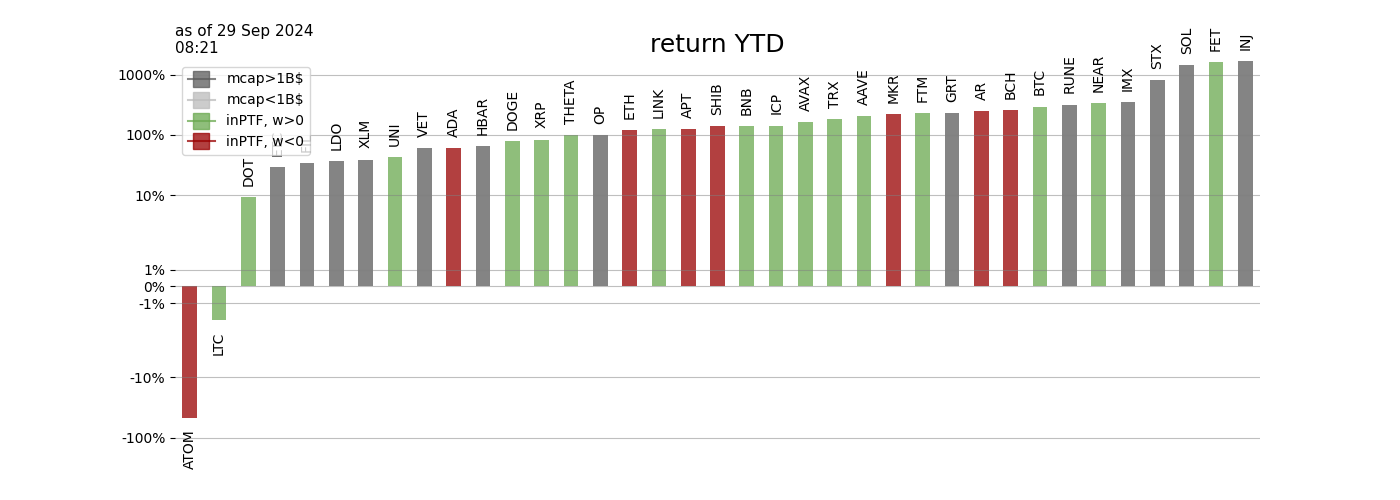 as of 29 Sep 2024
08:21
return YTD
mcap>1B$
mcap<1B$
inPTF, w>0
inPTF, w<0
1000%
100%
10%
1%
0%
-1%
-10%
-100%
ATOM
LTC
DOT
LDO
XLM
UNI
VET
ADA
HBAR
DOGE
XRP
THETA
OP
ETH
LINK
APT
SHIB
BNB
ICP
AVAX
TRX
AAVE
MKR
FTM
GRT
AR
BCH
BTC
RUNE
NEAR
IMX
STX
SOL
FET
INJ